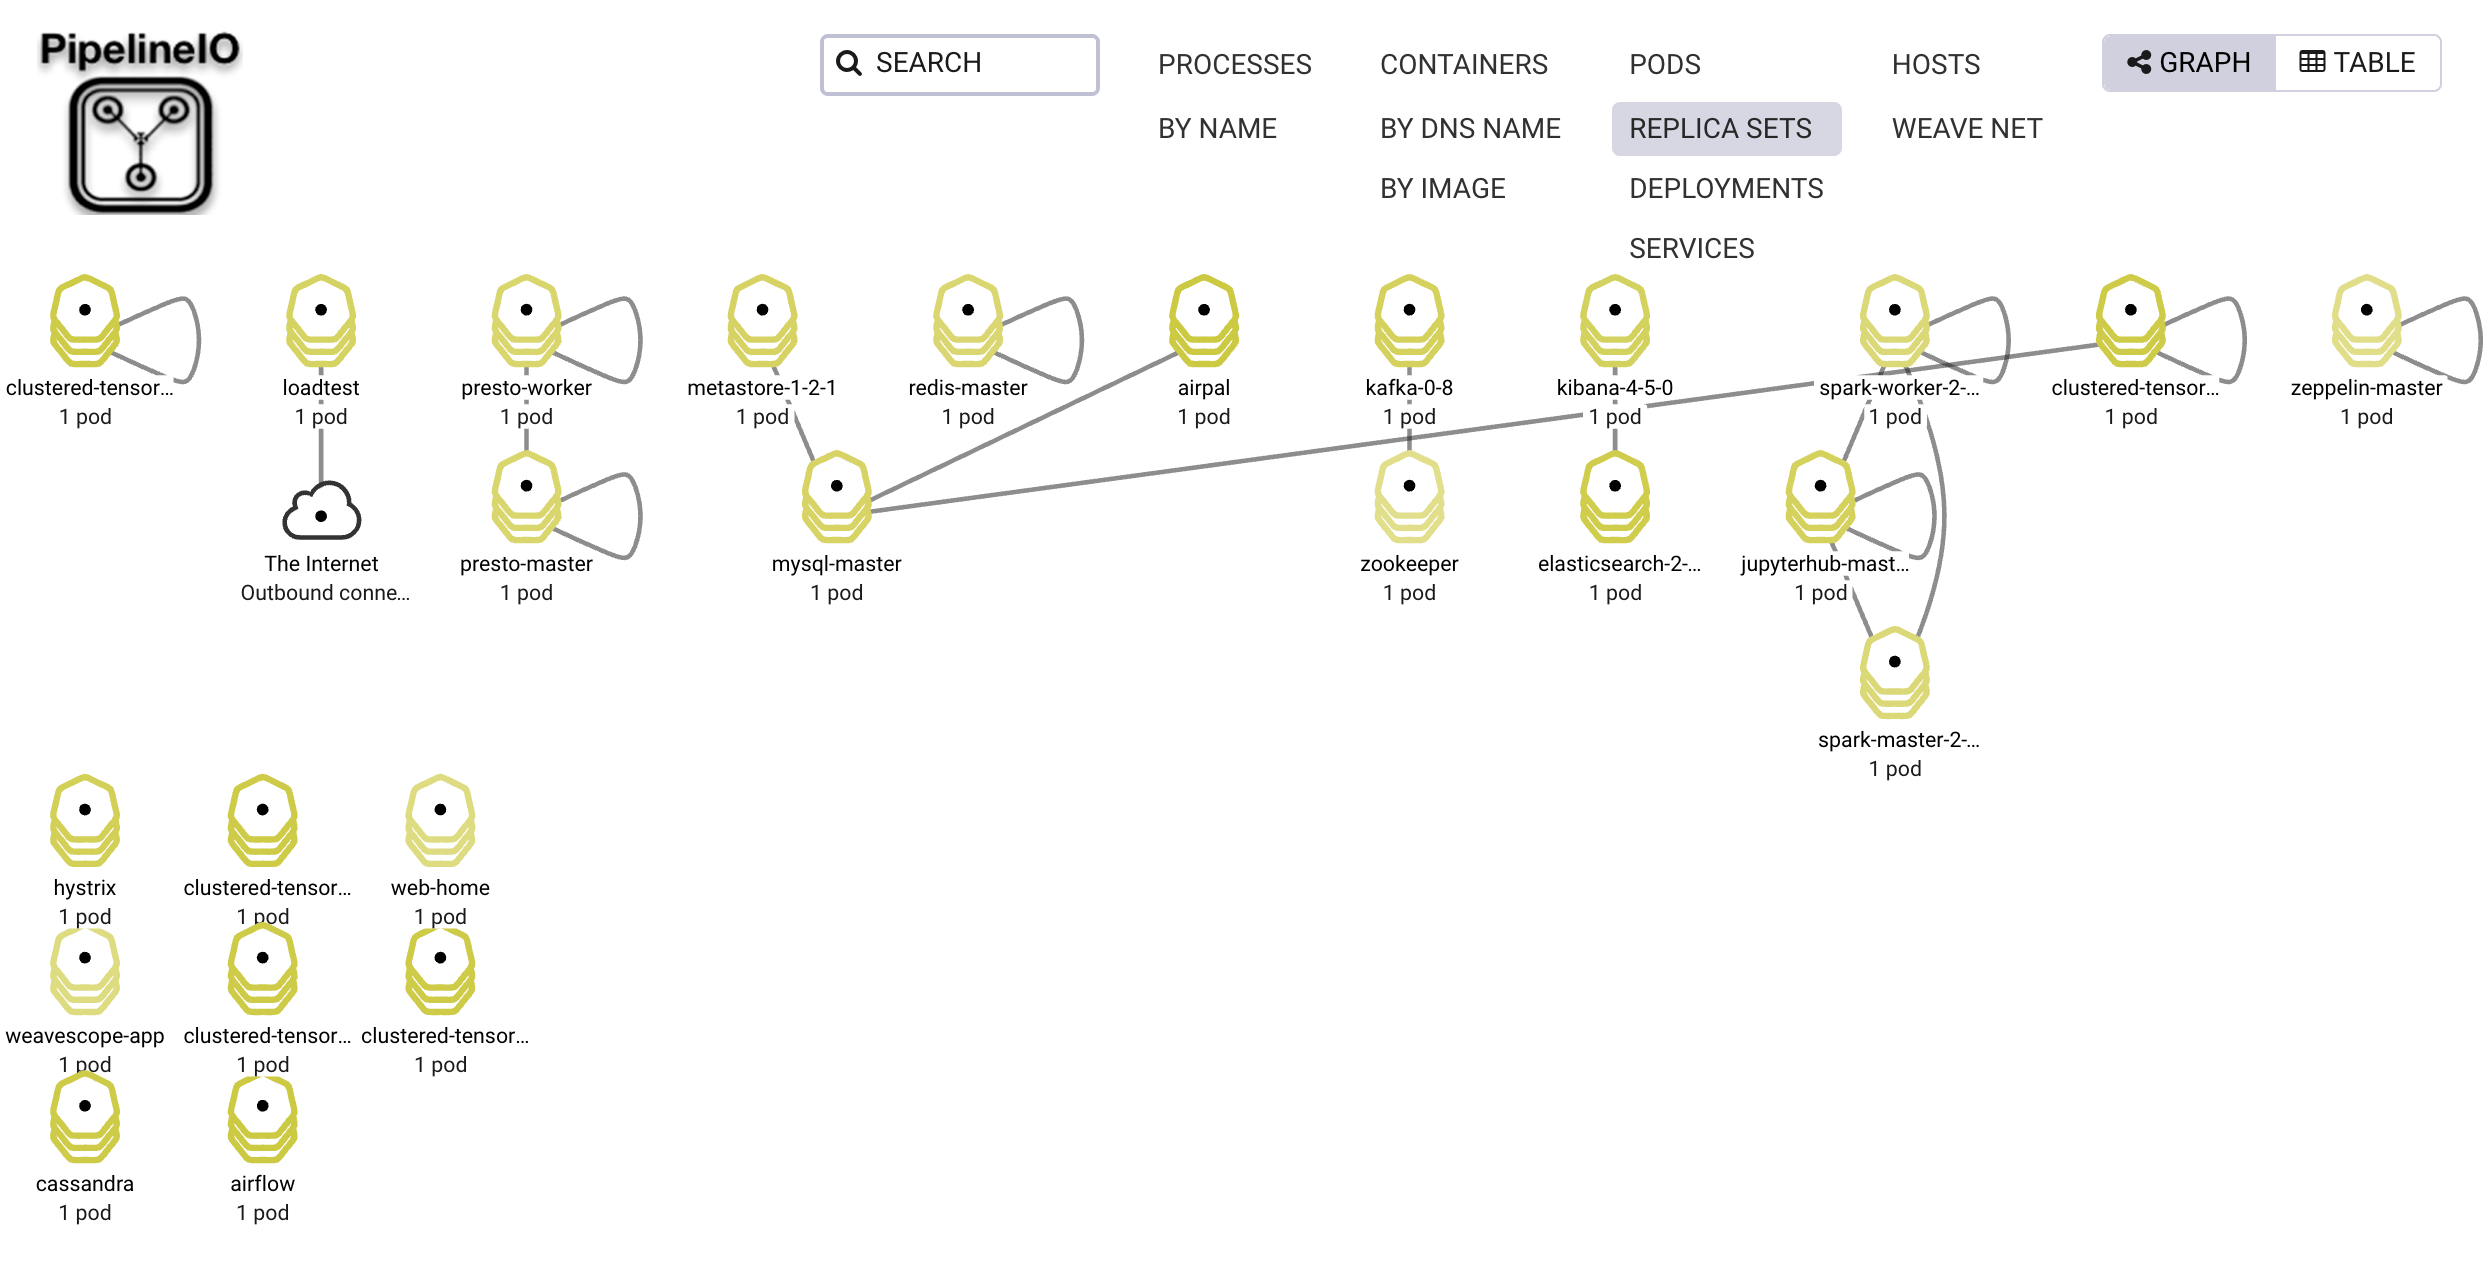 PipelineIO
SEARCH
PROCESSES
CONTAINERS
PODS
HOSTS
GRAPH
TABLE
BY NAME
BY DNS NAME
REPLICA SETS
WEAVE NET
BY IMAGE
DEPLOYMENTS
SERVICES
clustered-tensor...
1 pod
loadtest
1 pod
presto-worker
1 pod
metastore-1-2-1
1 pod
redis-master
1 pod
airpal
1 pod
kafka-0-8
1 pod
kibana-4-5-0
1 pod
spark-worker-2-...
1 pod
clustered-tensor...
1 pod
zeppelin-master
1 pod
The Internet
Outbound conne...
presto-master
1 pod
mysql-master
1 pod
zookeeper
1 pod
elasticsearch-2-...
1 pod
jupyterhub-mast...
1 pod
spark-master-2-...
1 pod
hystrix
1 pod
clustered-tensor...
1 pod
web-home
1 pod
weavescope-app
1 pod
clustered-tensor...
1 pod
clustered-tensor...
1 pod
cassandra
1 pod
airflow
1 pod